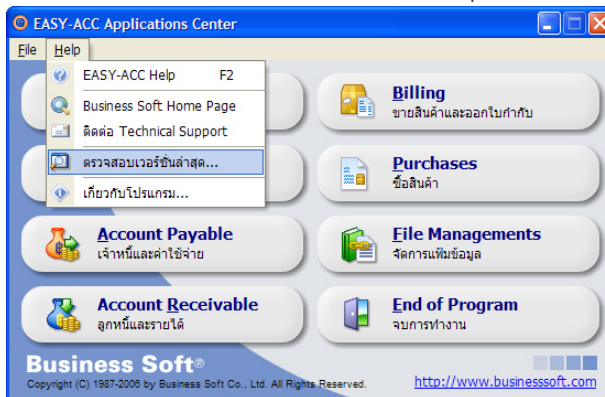 EASY-ACC Applications Center
File Help
EASY-ACC Help F2
Business Soft Home Page
ติดต่อ Technical Support
ตรวจสอบเวอร์ชั่นล่าสุด...
เกี่ยวกับโปรแกรม...
Billing
ขายสินค้าและออกใบกำกับ
Purchases
ซื้อสินค้า
Account Payable
เจ้าหนี้และค่าใช้จ่าย
File Managements
จัดการแฟ้มข้อมูล
Account Receivable
ลูกหนี้และรายได้
End of Program
จบการทำงาน
Business Soft®
Copyright (C) 1987-2006 by Business Soft Co., Ltd. All Rights Reserved.
http://www.businesssoft.com